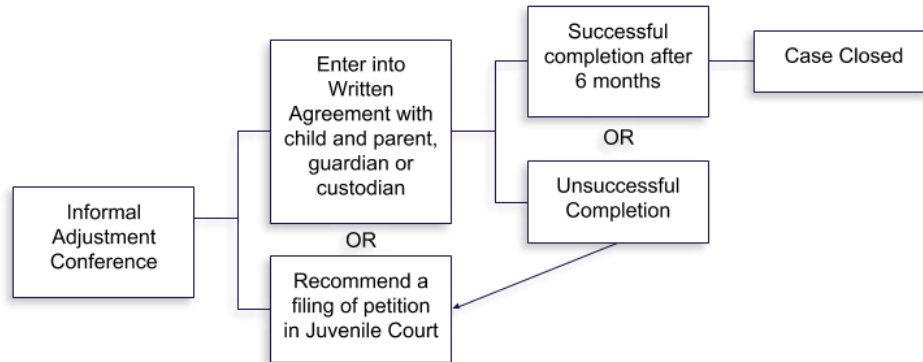 Informal
Adjustment
Conference
Enter into
Written
Agreement with
child and parent,
guardian or
custodian
OR
Recommend a
filing of petition
in Juvenile Court
Successful
completion after
6 months
OR
Unsuccessful
Completion
Case Closed